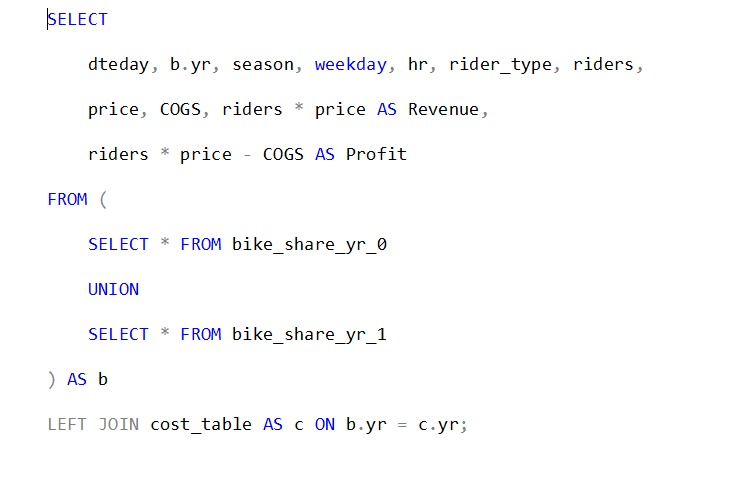 SELECT
dteday, b.yr, season, weekday, hr, rider_type, riders,
price, COGS, riders * price AS Revenue,
riders * price - COGS AS Profit
FROM (
SELECT * FROM bike_share_yr_0
UNION
SELECT * FROM bike_share_yr_1
) AS b
LEFT JOIN cost_table AS c ON b.yr = c.yr;